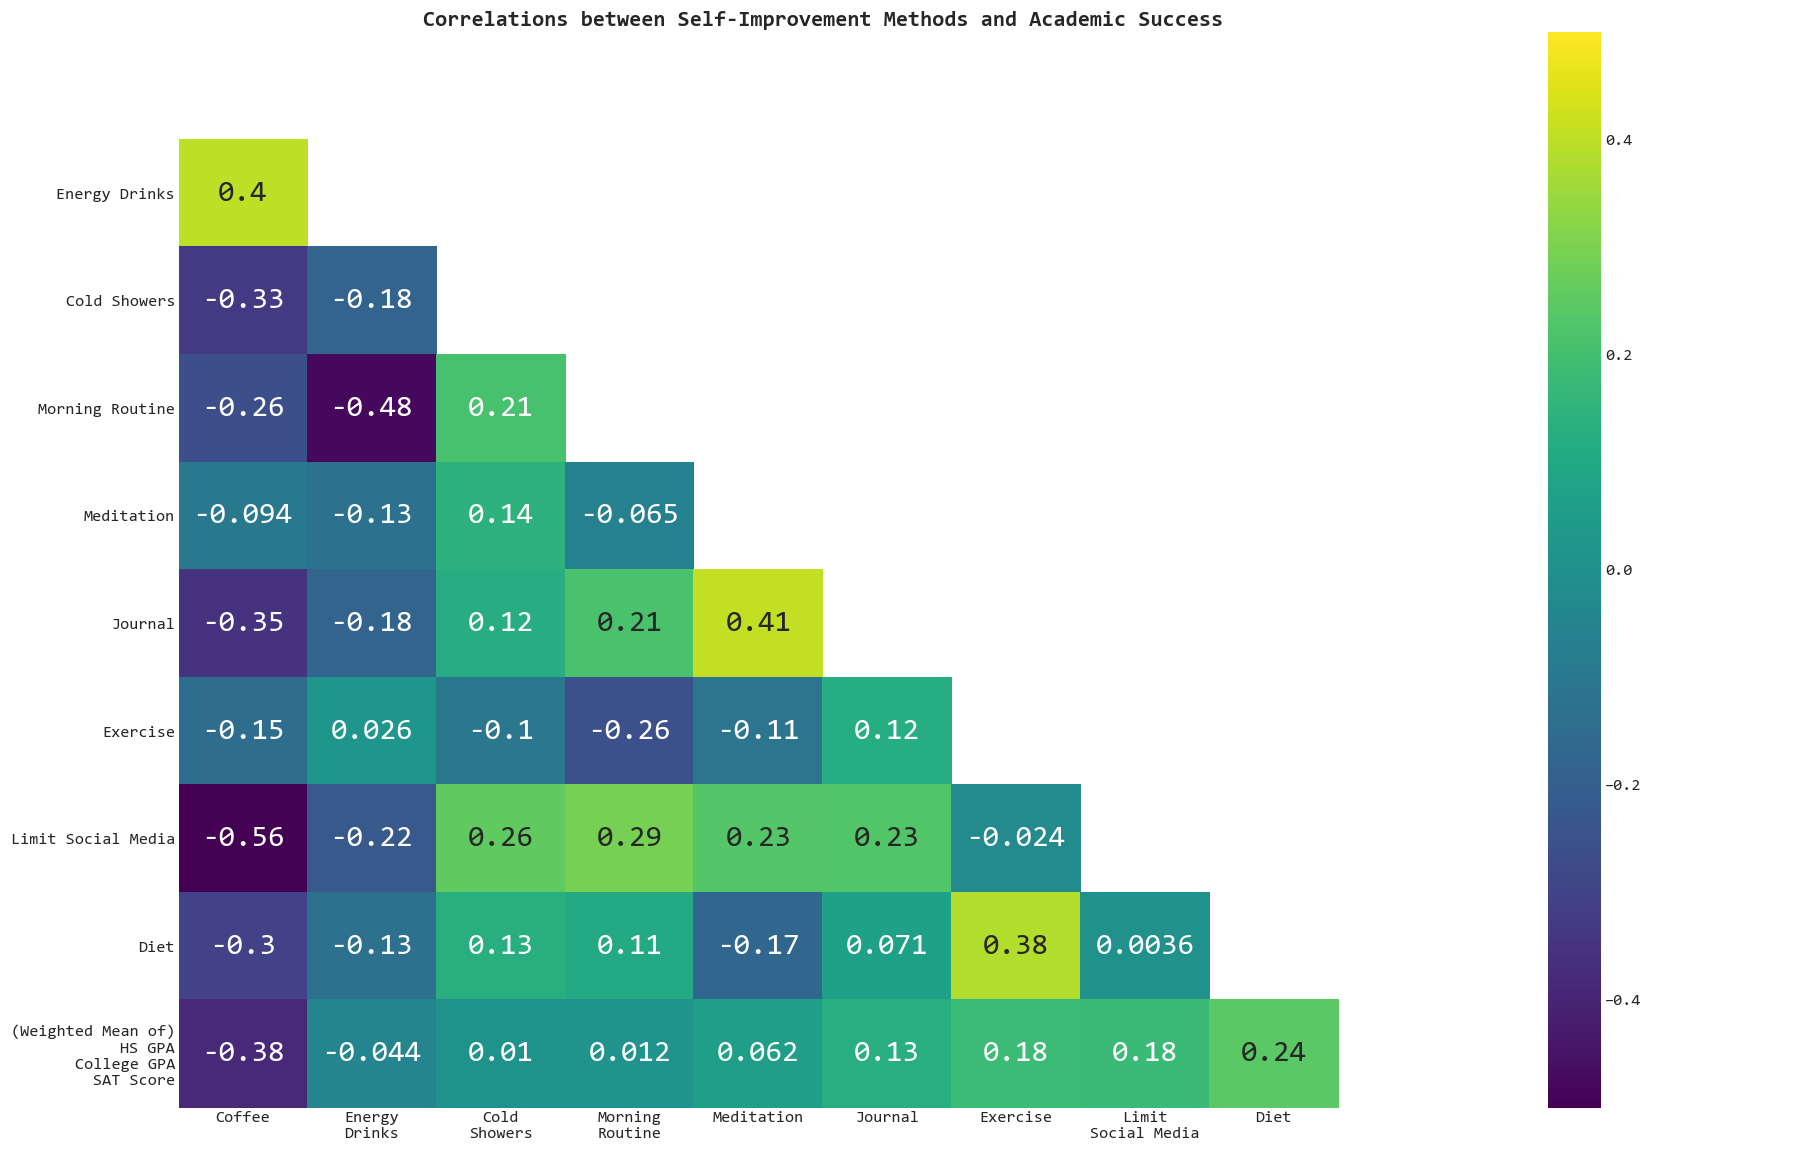 Correlations between Self-Improvement Methods and Academic Success
Energy Drinks
0.4
Cold Showers
-0.33 -0.18
Morning Routine
-0.26 -0.48 0.21
Meditation
-0.094 -0.13 0.14 -0.065
Journal
-0.35 -0.18 0.12 0.21 0.41
Exercise
-0.15 0.026 -0.1 -0.26 -0.11 0.12
Limit Social Media
-0.56 -0.22 0.26 0.29 0.23 0.23 -0.024
Diet
-0.3 -0.13 0.13 0.11 -0.17 0.071 0.38 0.0036
(Weighted Mean of)
HS GPA
College GPA
SAT Score
-0.38 -0.044 0.01 0.012 0.062 0.13 0.18 0.18 0.24
Coffee
Energy
Drinks
Cold
Showers
Morning
Routine
Meditation
Journal
Exercise
Limit
Social Media
Diet
0.4
0.2
0.0
−0.2
−0.4